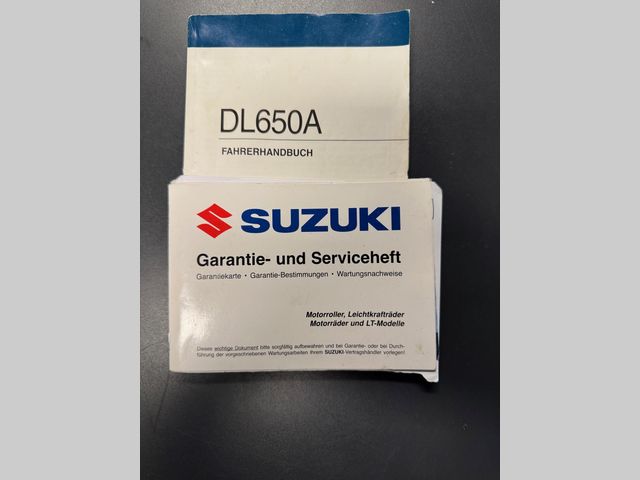 DL650A
FAHRERHANDBUCH
SUZUKI
Garantie- und Serviceheft
Garantiekarte • Garantie-Bestimmungen • Wartungsnachweise
Motorroller, Leichtkrafträder
Motorräder und LT-Modelle
Dieses wichtige Dokument bitte sorgfältig aufbewahren und bei Garantie- oder bei Durch-
führung der vorgeschriebenen Wartungsarbeiten Ihrem SUZUKI-Vertragshändler vorlegen!